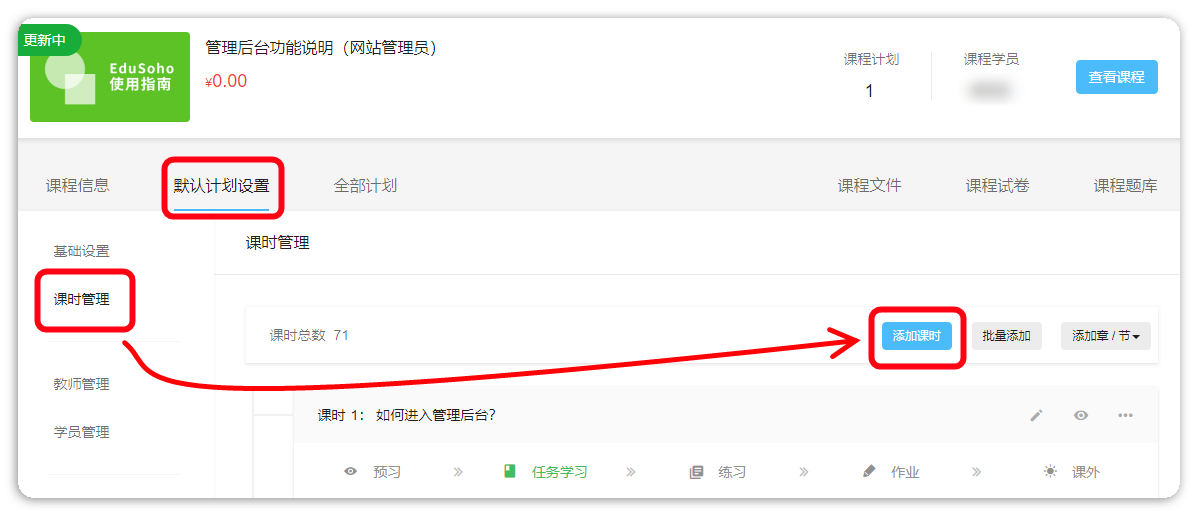 更新中
EduSoho
使用指南
管理后台功能说明（网站管理员）
¥0.00
课程计划
1
课程学员
查看课程
课程信息
默认计划设置
全部计划
课程文件
课程试卷
课程题库
基础设置
课时管理
教师管理
学员管理
课时管理
课时总数 71
添加课时
批量添加
添加章 / 节
课时 1： 如何进入管理后台？
预习
任务学习
练习
作业
课外